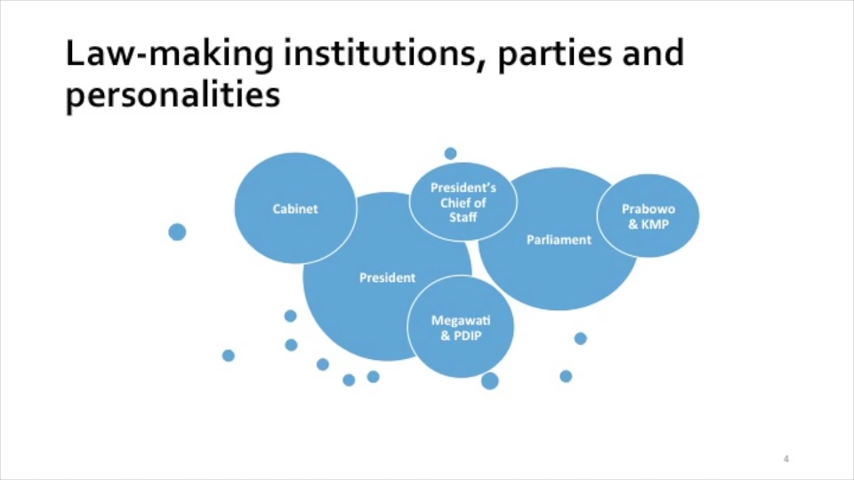 Law-making institutions, parties and
personalities
Cabinet
President's
Chief of
Staff
Parliament
Prabowo
& KMP
President
Megawati
& PDIP
4